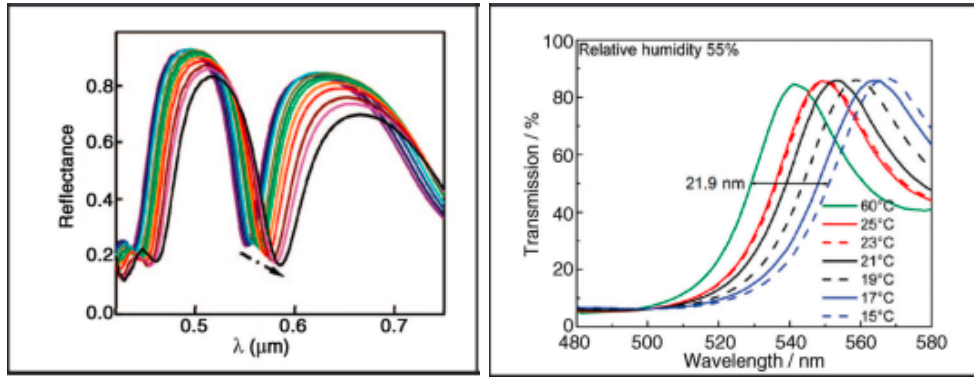 Reflectance
0.8
0.6
0.4
0.2
0.0
0.5
0.6
0.7
λ (μm)
Relative humidity 55%
Transmission / %
100
80
60
40
20
0
21.9 nm
60°C
25°C
23°C
21°C
19°C
17°C
15°C
480
500
520
540
560
580
Wavelength / nm